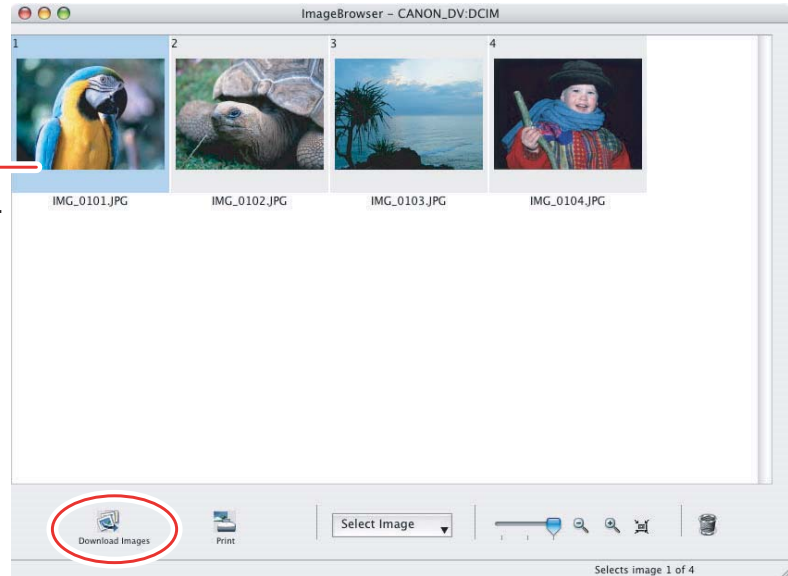 ImageBrowser – CANON_DV:DCIM
1 2 3 4
IMG_0101.JPG IMG_0102.JPG IMG_0103.JPG IMG_0104.JPG
Download Images Print Select Image
Selects image 1 of 4